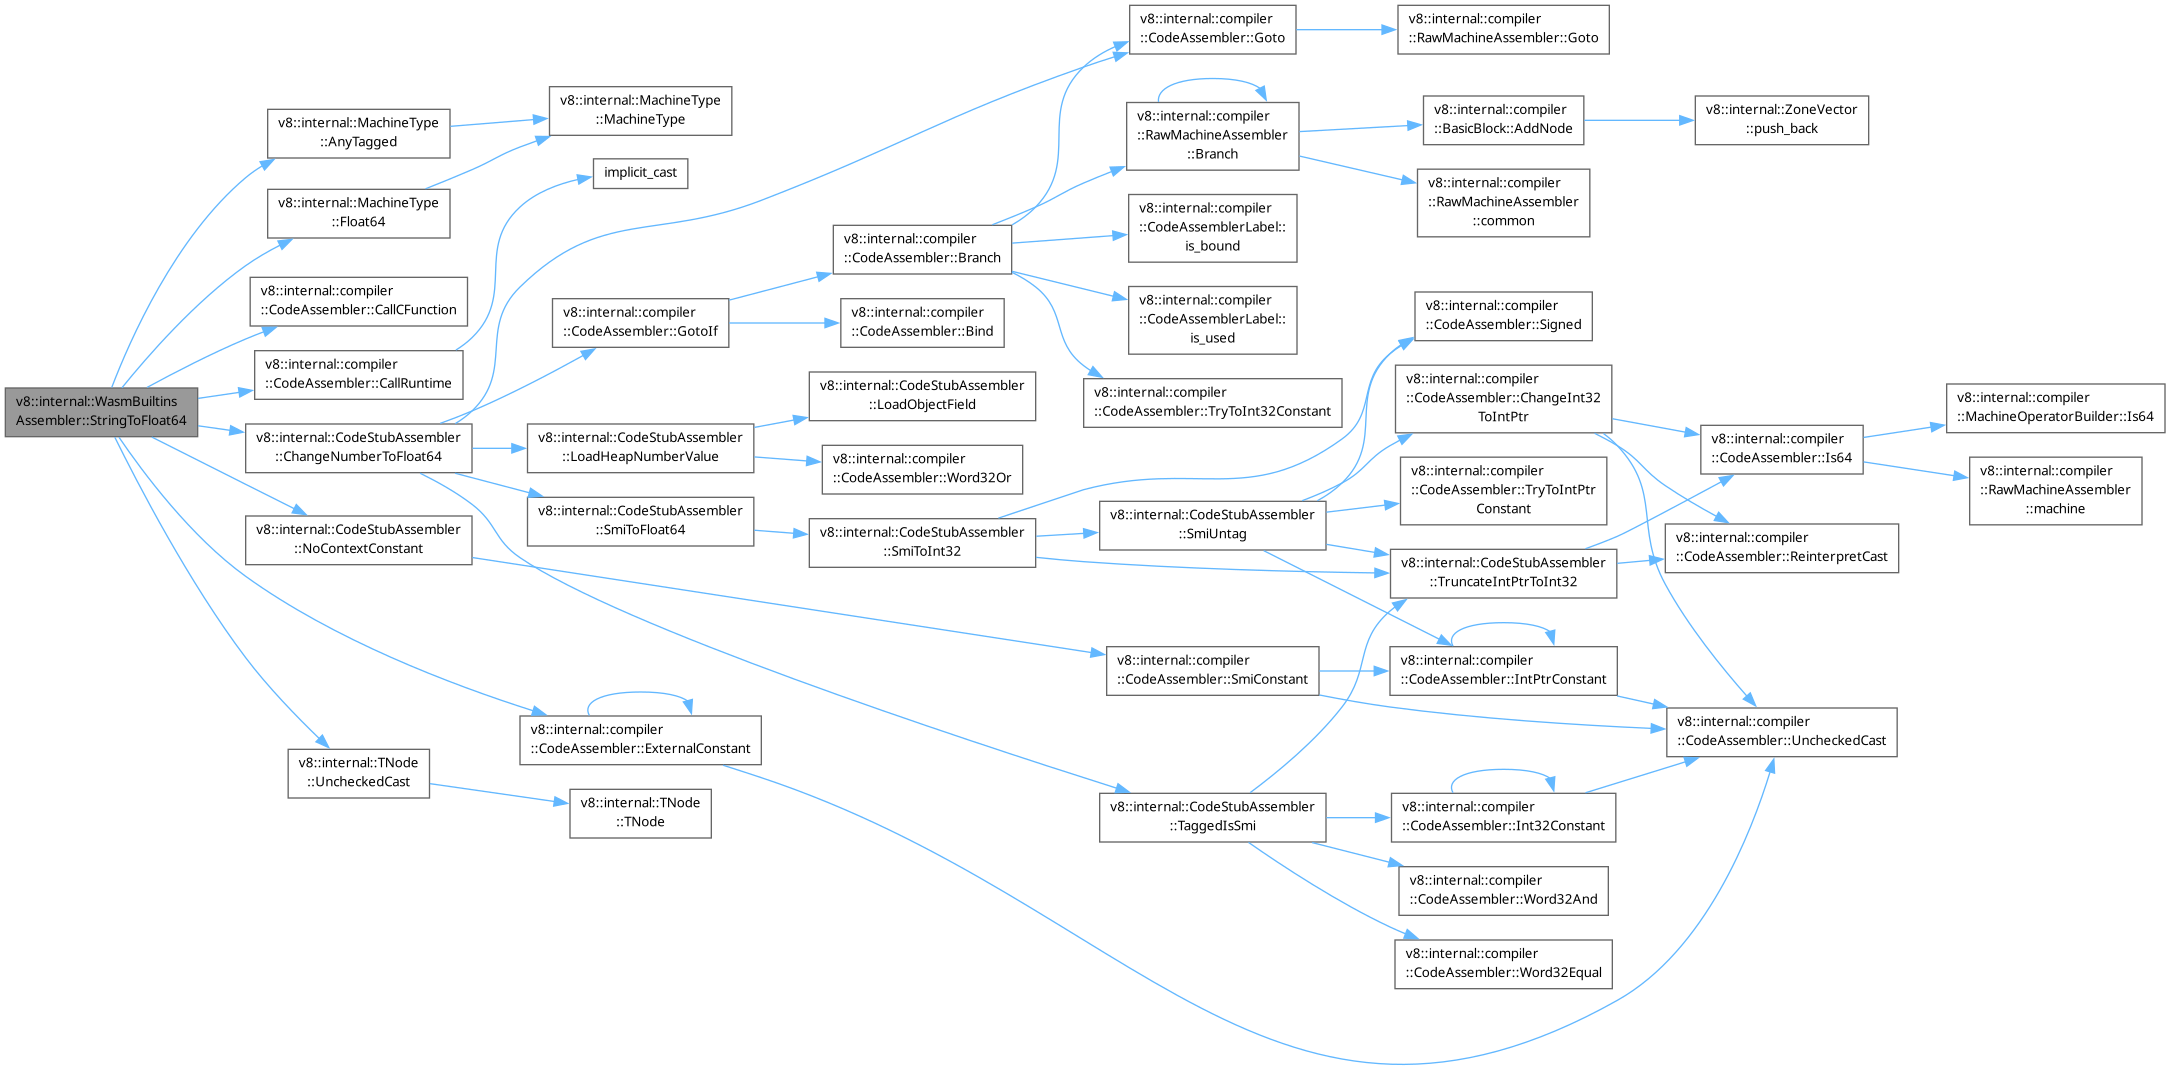 v8::internal::WasmBuiltins
Assembler::StringToFloat64
v8::internal::MachineType
::AnyTagged
v8::internal::MachineType
::Float64
v8::internal::compiler
::CodeAssembler::CallCFunction
v8::internal::compiler
::CodeAssembler::CallRuntime
v8::internal::CodeStubAssembler
::ChangeNumberToFloat64
v8::internal::CodeStubAssembler
::NoContextConstant
v8::internal::TNode
::UncheckedCast
v8::internal::MachineType
::MachineType
implicit_cast
v8::internal::compiler
::CodeAssembler::GotoIf
v8::internal::CodeStubAssembler
::LoadHeapNumberValue
v8::internal::CodeStubAssembler
::SmiToFloat64
v8::internal::compiler
::CodeAssembler::ExternalConstant
v8::internal::TNode
::TNode
v8::internal::compiler
::CodeAssembler::Branch
v8::internal::compiler
::CodeAssembler::Bind
v8::internal::CodeStubAssembler
::LoadObjectField
v8::internal::compiler
::CodeAssembler::Word32Or
v8::internal::CodeStubAssembler
::SmiToInt32
v8::internal::compiler
::CodeAssembler::Goto
v8::internal::compiler
::RawMachineAssembler
::Branch
v8::internal::compiler
::CodeAssemblerLabel::
is_bound
v8::internal::compiler
::CodeAssemblerLabel::
is_used
v8::internal::compiler
::CodeAssembler::TryToInt32Constant
v8::internal::CodeStubAssembler
::SmiUntag
v8::internal::compiler
::CodeAssembler::SmiConstant
v8::internal::CodeStubAssembler
::TaggedIsSmi
v8::internal::compiler
::RawMachineAssembler::Goto
v8::internal::compiler
::BasicBlock::AddNode
v8::internal::compiler
::RawMachineAssembler
::common
v8::internal::compiler
::CodeAssembler::Signed
v8::internal::compiler
::CodeAssembler::ChangeInt32
ToIntPtr
v8::internal::compiler
::CodeAssembler::TryToIntPtr
Constant
v8::internal::CodeStubAssembler
::TruncateIntPtrToInt32
v8::internal::compiler
::CodeAssembler::IntPtrConstant
v8::internal::compiler
::CodeAssembler::Int32Constant
v8::internal::compiler
::CodeAssembler::Word32And
v8::internal::compiler
::CodeAssembler::Word32Equal
v8::internal::ZoneVector
::push_back
v8::internal::compiler
::CodeAssembler::Is64
v8::internal::compiler
::CodeAssembler::ReinterpretCast
v8::internal::compiler
::CodeAssembler::UncheckedCast
v8::internal::compiler
::MachineOperatorBuilder::Is64
v8::internal::compiler
::RawMachineAssembler
::machine